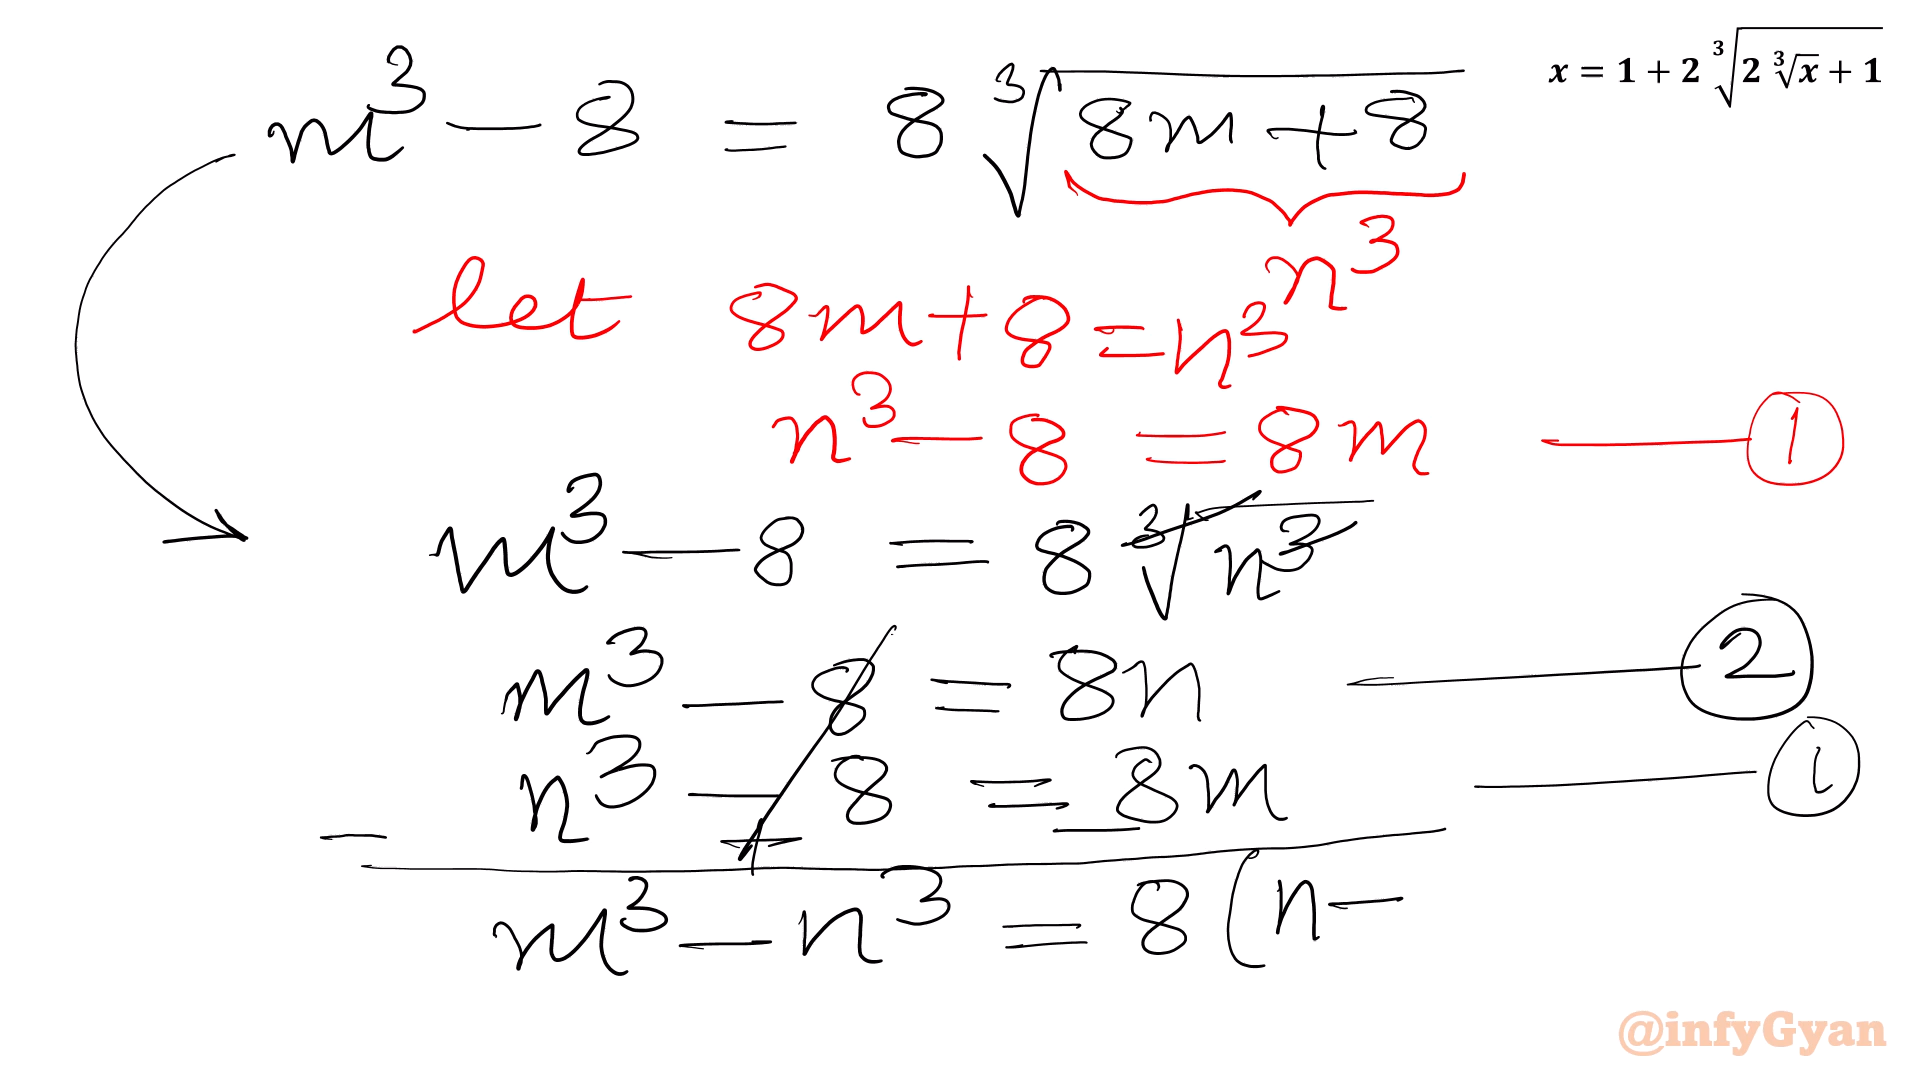 x = 1 + 2 ∛(2 ∛x + 1)
m³ − 8 = 8 ∛(8m + 8)
n³
let 8m + 8 = n³
n³ − 8 = 8m — 1
m³ − 8 = 8 ∛n³
m³ − 8 = 8n — 2
n³ − 8 = 8m — 1
− + −
m³ − n³ = 8(n −
@infyGyan